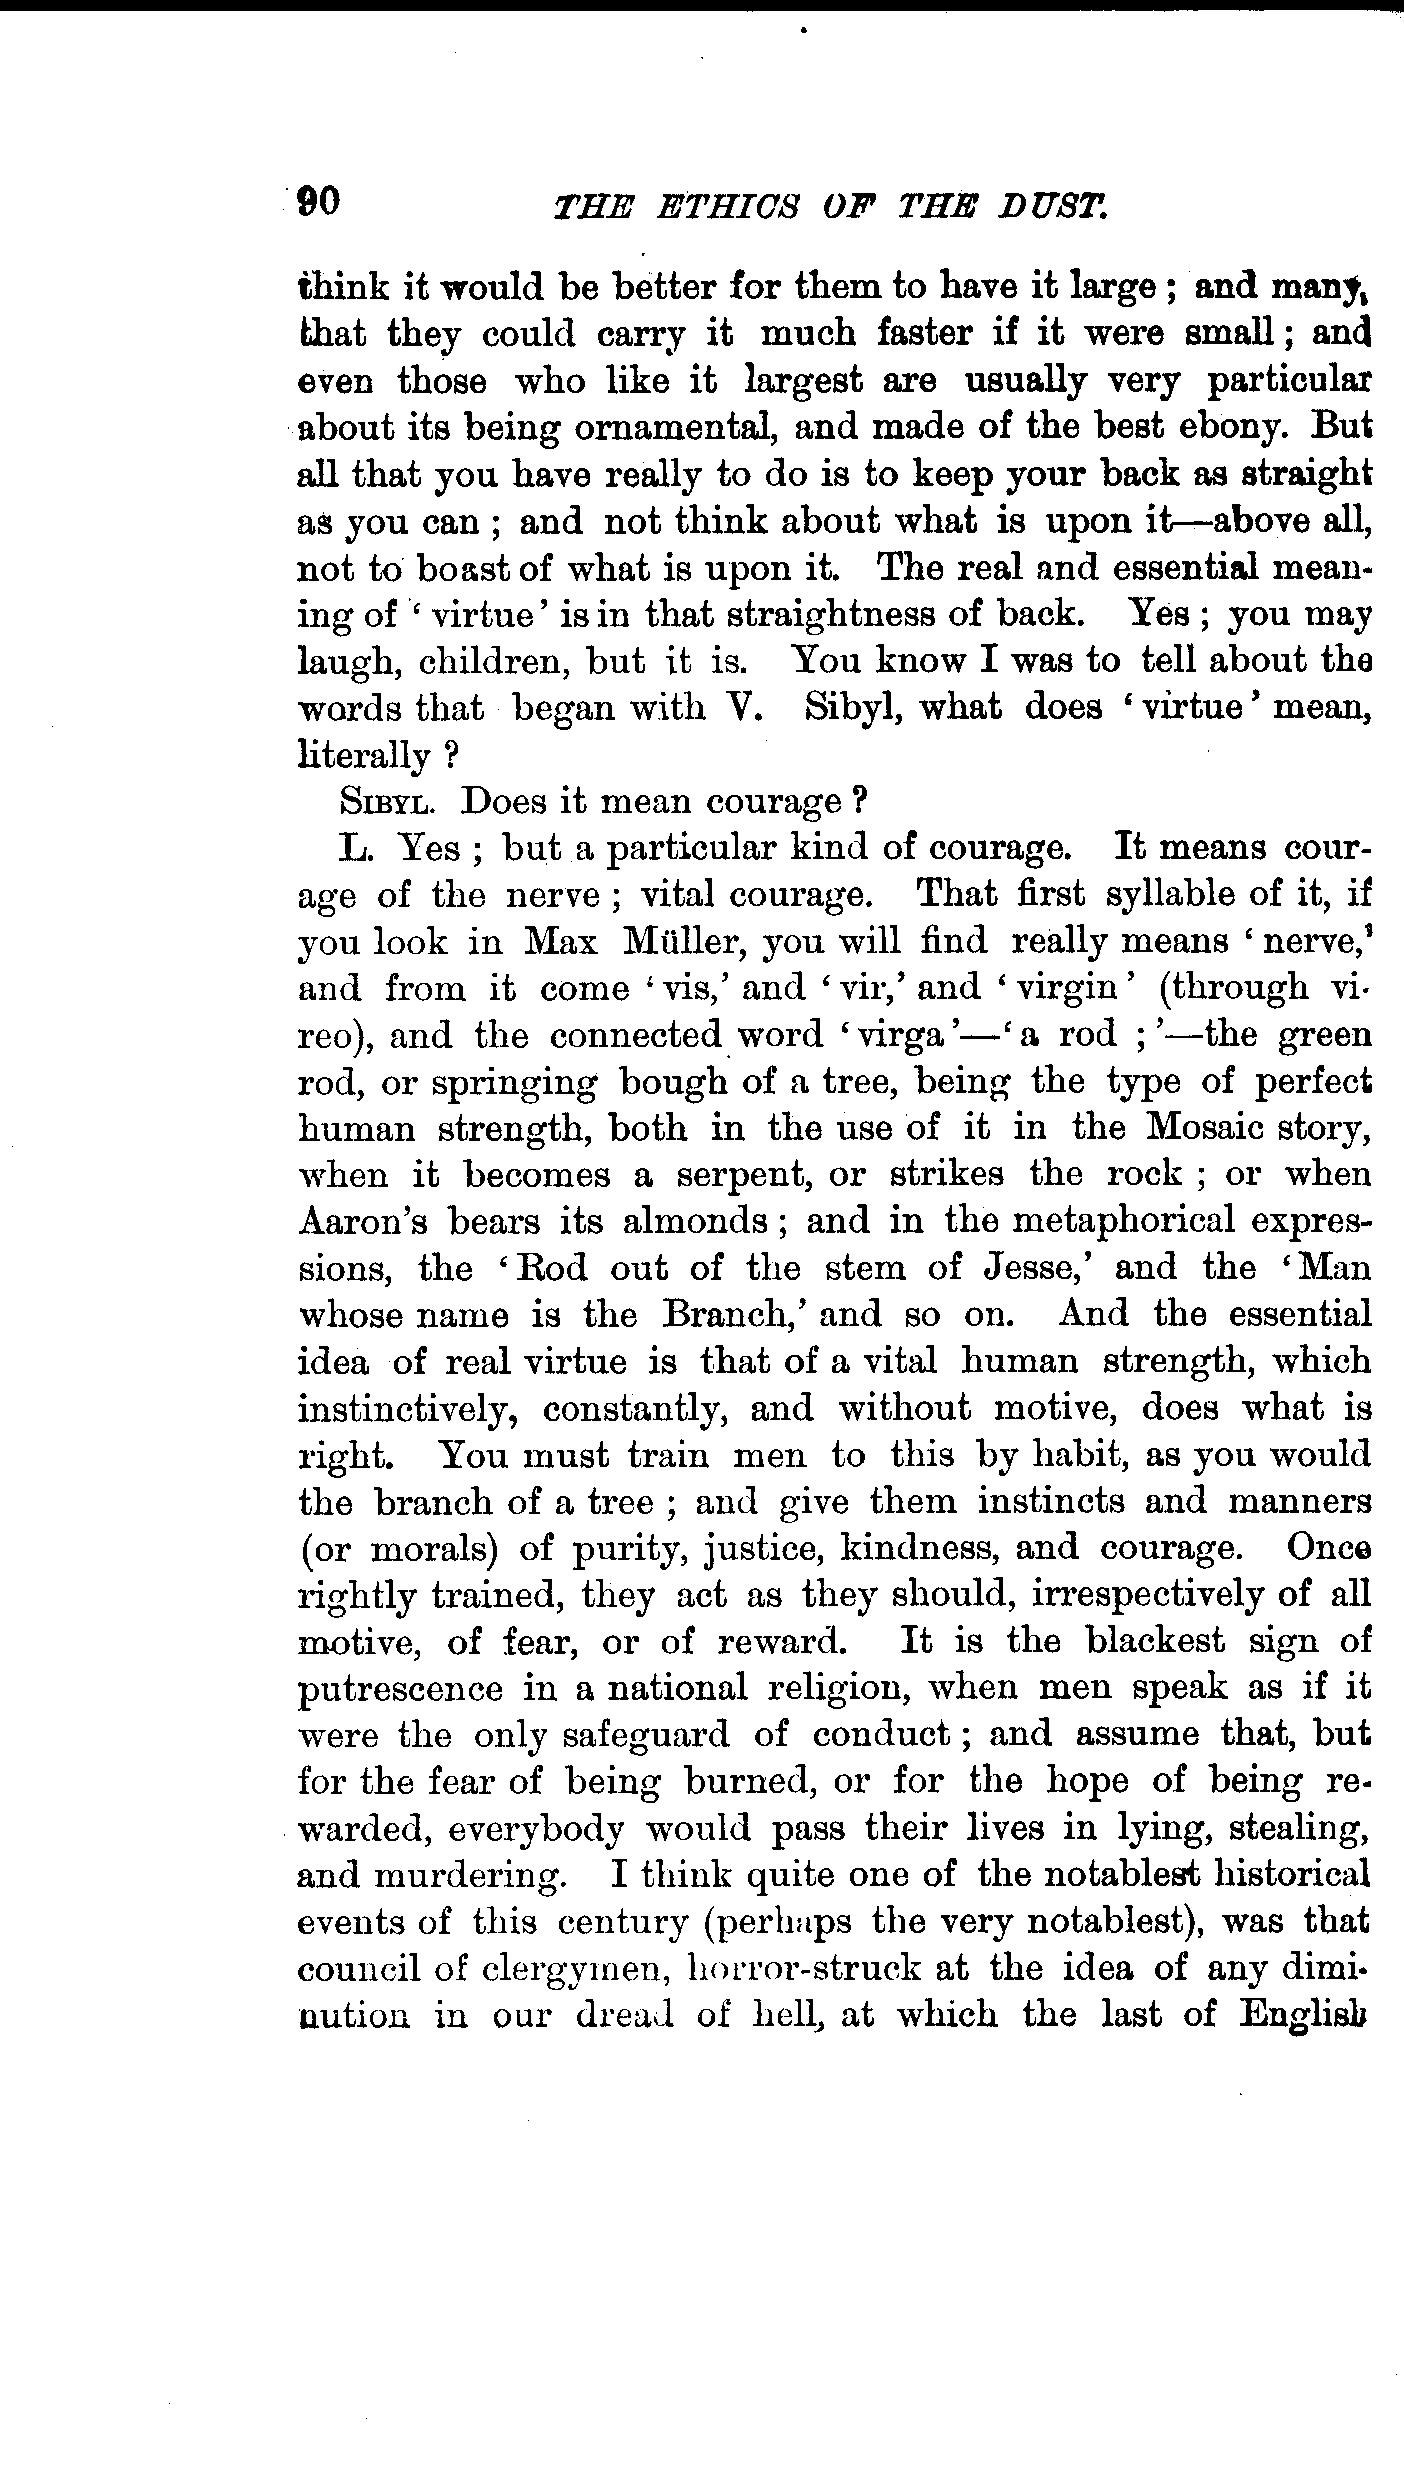 90 THE ETHICS OF THE DUST.
think it would be better for them to have it large ; and many,
that they could carry it much faster if it were small ; and
even those who like it largest are usually very particular
about its being ornamental, and made of the best ebony. But
all that you have really to do is to keep your back as straight
as you can ; and not think about what is upon it—above all,
not to boast of what is upon it. The real and essential mean-
ing of ‘ virtue ’ is in that straightness of back. Yes ; you may
laugh, children, but it is. You know I was to tell about the
words that began with V. Sibyl, what does ‘ virtue ’ mean,
literally ?
SIBYL. Does it mean courage ?
L. Yes ; but a particular kind of courage. It means cour-
age of the nerve ; vital courage. That first syllable of it, if
you look in Max Müller, you will find really means ‘ nerve,’
and from it come ‘ vis,’ and ‘ vir,’ and ‘ virgin ’ (through vi-
reo), and the connected word ‘ virga ’—‘ a rod ; ’—the green
rod, or springing bough of a tree, being the type of perfect
human strength, both in the use of it in the Mosaic story,
when it becomes a serpent, or strikes the rock ; or when
Aaron’s bears its almonds ; and in the metaphorical expres-
sions, the ‘ Rod out of the stem of Jesse,’ and the ‘ Man
whose name is the Branch,’ and so on. And the essential
idea of real virtue is that of a vital human strength, which
instinctively, constantly, and without motive, does what is
right. You must train men to this by habit, as you would
the branch of a tree ; and give them instincts and manners
(or morals) of purity, justice, kindness, and courage. Once
rightly trained, they act as they should, irrespectively of all
motive, of fear, or of reward. It is the blackest sign of
putrescence in a national religion, when men speak as if it
were the only safeguard of conduct ; and assume that, but
for the fear of being burned, or for the hope of being re-
warded, everybody would pass their lives in lying, stealing,
and murdering. I think quite one of the notablest historical
events of this century (perhaps the very notablest), was that
council of clergymen, horror-struck at the idea of any dimi-
nution in our dread of hell, at which the last of English